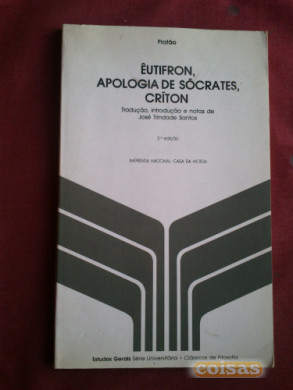 Platão
ÊUTIFRON,
APOLOGIA DE SÓCRATES,
CRÍTON
Tradução, introdução e notas de
José Trindade Santos
IMPRENSA NACIONAL-CASA DA MOEDA
Estudos Gerais Série Universitária • Clássicos de Filosofia
coisas